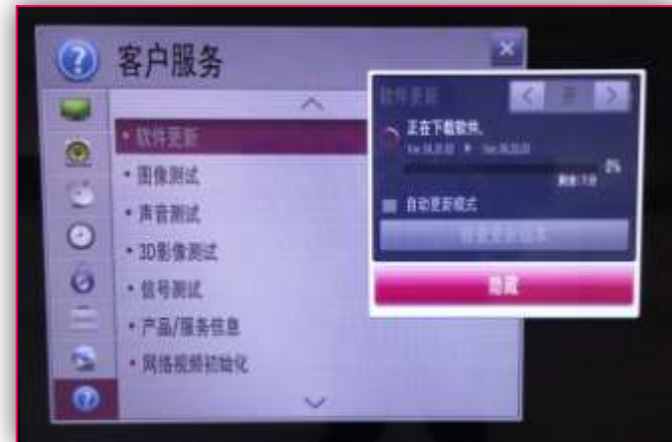 客户服务
• 软件更新
• 图像测试
• 声音测试
• 3D影像测试
• 信号测试
• 产品/服务信息
• 网络视频初始化
软件更新
开
正在下载软件。
0%
自动更新模式
隐藏